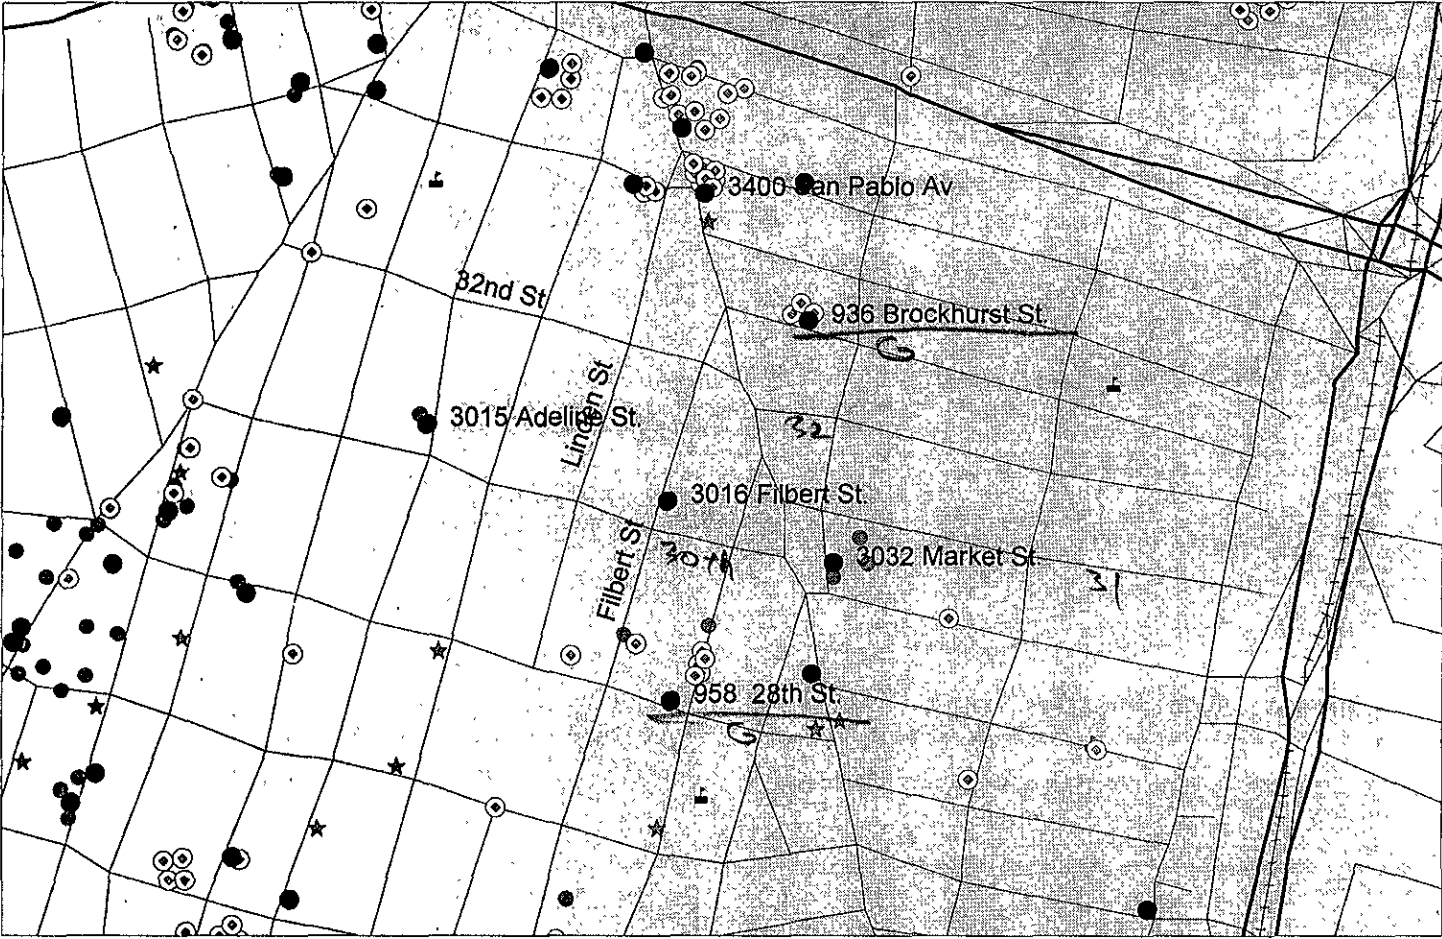 3400 San Pablo Av
32nd St
936 Brockhurst St.
G
Linden St
3015 Adeline St.
32
3016 Filbert St.
Filbert St
30th
3032 Market St.
31
958 28th St.
G